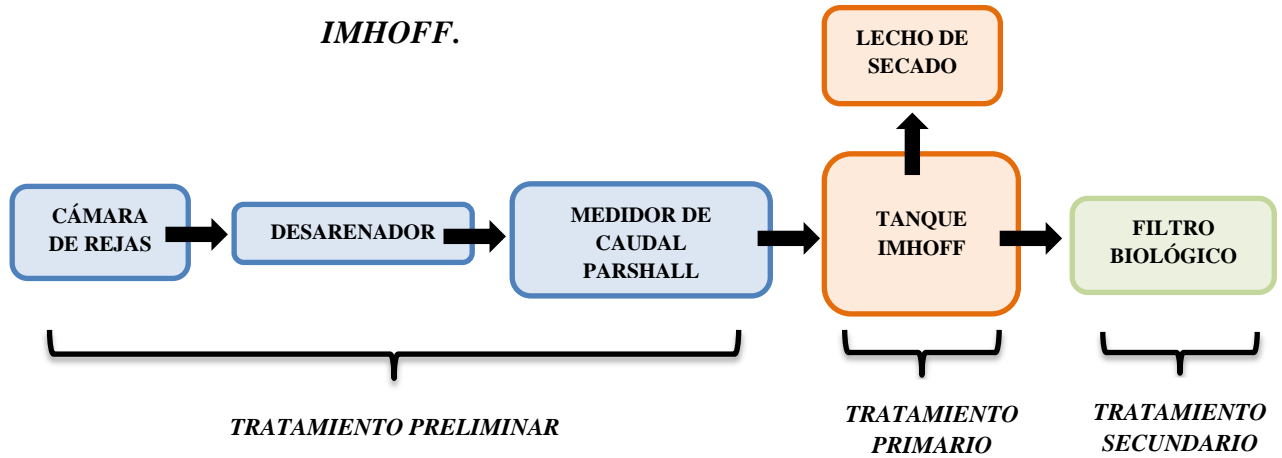 IMHOFF.
LECHO DE
SECADO
CÁMARA
DE REJAS
DESARENADOR
MEDIDOR DE
CAUDAL
PARSHALL
TANQUE
IMHOFF
FILTRO
BIOLÓGICO
TRATAMIENTO PRELIMINAR
TRATAMIENTO
PRIMARIO
TRATAMIENTO
SECUNDARIO